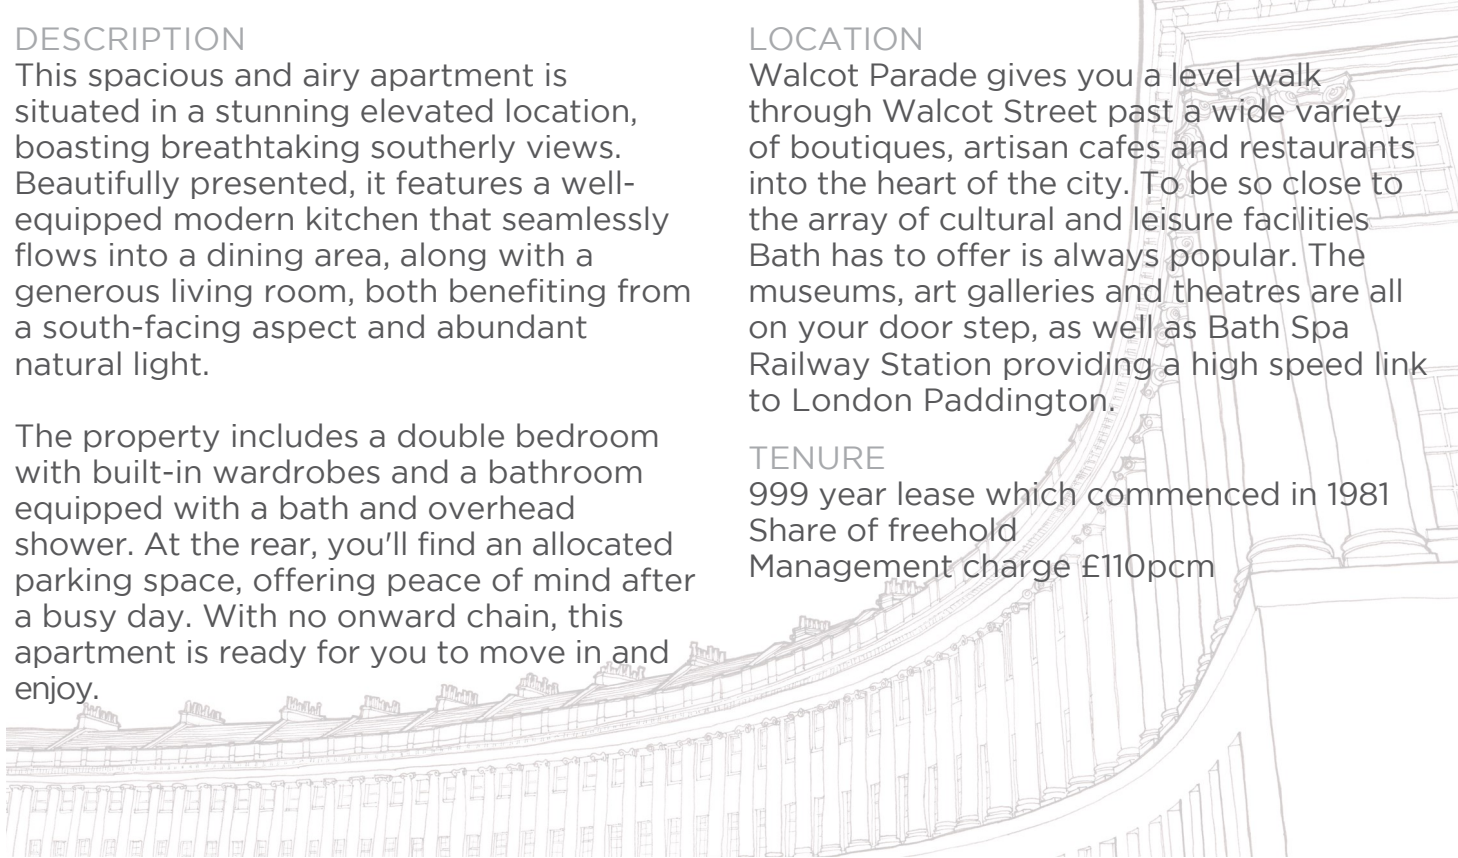 DESCRIPTION
This spacious and airy apartment is
situated in a stunning elevated location,
boasting breathtaking southerly views.
Beautifully presented, it features a well-
equipped modern kitchen that seamlessly
flows into a dining area, along with a
generous living room, both benefiting from
a south-facing aspect and abundant
natural light.
The property includes a double bedroom
with built-in wardrobes and a bathroom
equipped with a bath and overhead
shower. At the rear, you'll find an allocated
parking space, offering peace of mind after
a busy day. With no onward chain, this
apartment is ready for you to move in and
enjoy.
LOCATION
Walcot Parade gives you a level walk
through Walcot Street past a wide variety
of boutiques, artisan cafes and restaurants
into the heart of the city. To be so close to
the array of cultural and leisure facilities
Bath has to offer is always popular. The
museums, art galleries and theatres are all
on your door step, as well as Bath Spa
Railway Station providing a high speed link
to London Paddington.
TENURE
999 year lease which commenced in 1981
Share of freehold
Management charge £110pcm